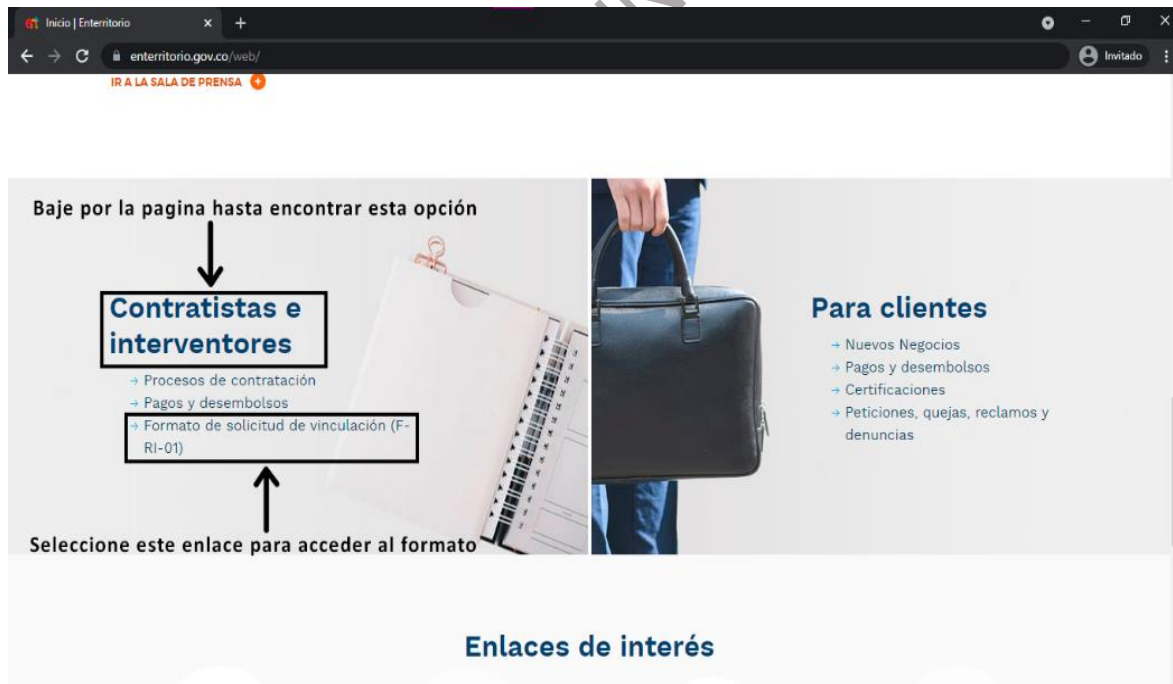 Inicio | Enterritorio
enterritorio.gov.co/web/
Invitado
IR A LA SALA DE PRENSA
Baje por la pagina hasta encontrar esta opción
Contratistas e
interventores
→ Procesos de contratación
→ Pagos y desembolsos
→ Formato de solicitud de vinculación (F-
RI-01)
Seleccione este enlace para acceder al formato
Para clientes
→ Nuevos Negocios
→ Pagos y desembolsos
→ Certificaciones
→ Peticiones, quejas, reclamos y
denuncias
Enlaces de interés